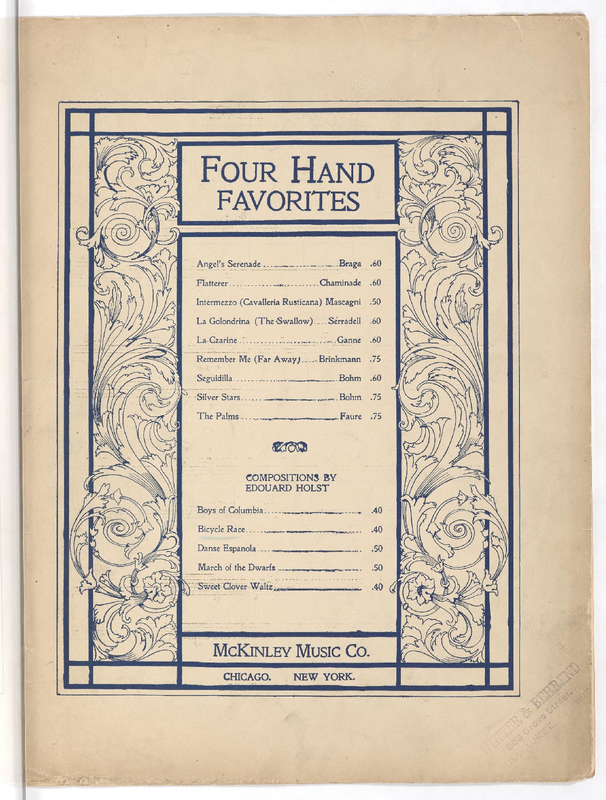 FOUR HAND
FAVORITES
Angel's Serenade Braga .60
Flatterer Chaminade .60
Intermezzo (Cavalleria Rusticana) Mascagni .50
La Golondrina (The Swallow) Serradell .60
La Czarine Ganne .60
Remember Me (Far Away) Brinkmann .75
Seguidilla Bohm .60
Silver Stars Bohm .75
The Palms Faure .75
COMPOSITIONS BY
EDOUARD HOLST
Boys of Columbia .40
Bicycle Race .40
Danse Espanola .50
March of the Dwarfs .50
Sweet Clover Waltz .40
MCKINLEY MUSIC CO.
CHICAGO. NEW YORK.
& BEHREND
Street,